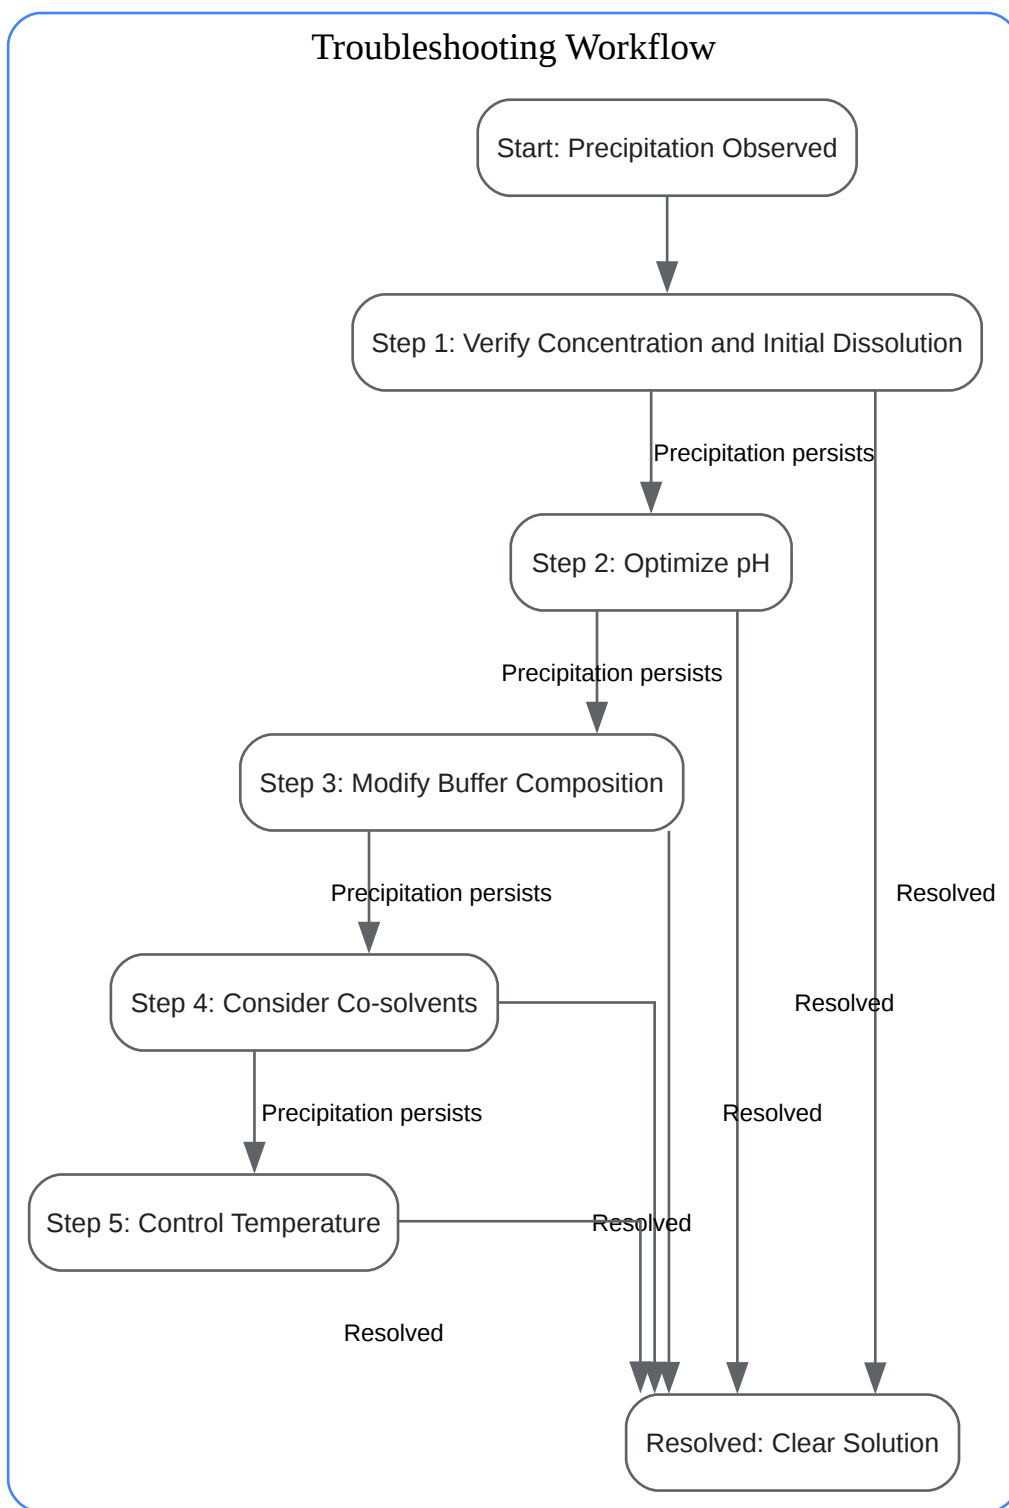 Troubleshooting Workflow
Start: Precipitation Observed
Step 1: Verify Concentration and Initial Dissolution
Precipitation persists
Step 2: Optimize pH
Precipitation persists
Step 3: Modify Buffer Composition
Precipitation persists
Resolved
Step 4: Consider Co-solvents
Resolved
Precipitation persists
Resolved
Step 5: Control Temperature
Resolved
Resolved
Resolved: Clear Solution